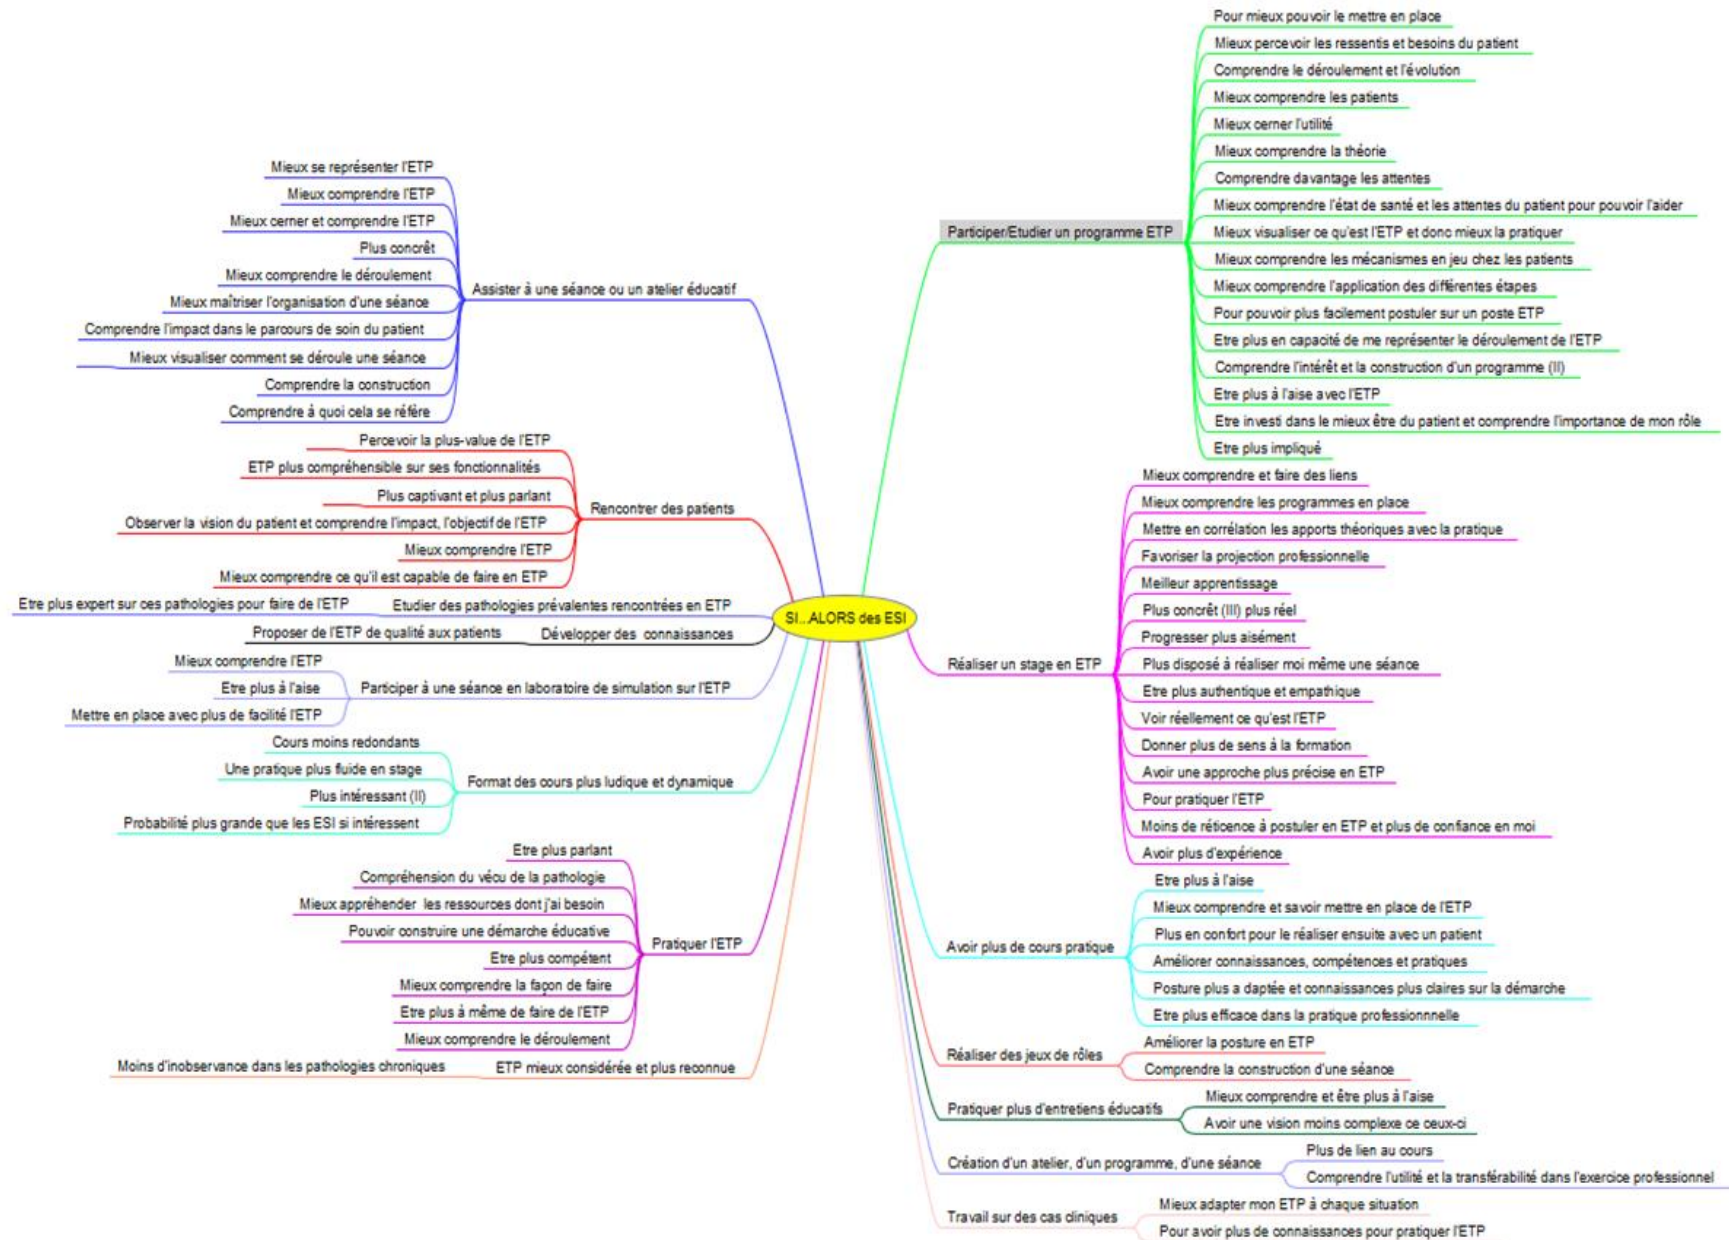 Mieux se représenter l'ETP
Mieux comprendre l'ETP
Mieux cerner et comprendre l'ETP
Plus concrêt
Mieux comprendre le déroulement
Mieux maîtriser l'organisation d'une séance
Comprendre l'impact dans le parcours de soin du patient
Mieux visualiser comment se déroule une séance
Comprendre la construction
Comprendre à quoi cela se réfère
Assister à une séance ou un atelier éducatif
Percevoir la plus-value de l'ETP
ETP plus compréhensible sur ses fonctionnalités
Plus captivant et plus parlant
Observer la vision du patient et comprendre l'impact, l'objectif de l'ETP
Mieux comprendre l'ETP
Mieux comprendre ce qu'il est capable de faire en ETP
Rencontrer des patients
Etre plus expert sur ces pathologies pour faire de l'ETP
Etudier des pathologies prévalentes rencontrées en ETP
Proposer de l'ETP de qualité aux patients
Développer des connaissances
Mieux comprendre l'ETP
Etre plus à l'aise
Mettre en place avec plus de facilité l'ETP
Participer à une séance en laboratoire de simulation sur l'ETP
Cours moins redondants
Une pratique plus fluide en stage
Plus intéressant (II)
Probabilité plus grande que les ESI si intéressent
Format des cours plus ludique et dynamique
Etre plus parlant
Compréhension du vécu de la pathologie
Mieux appréhender les ressources dont j'ai besoin
Pouvoir construire une démarche éducative
Etre plus compétent
Mieux comprendre la façon de faire
Etre plus à même de faire de l'ETP
Mieux comprendre le déroulement
Pratiquer l'ETP
Moins d'inobservance dans les pathologies chroniques
ETP mieux considérée et plus reconnue
SI...ALORS des ESI
Participer/Etudier un programme ETP
Pour mieux pouvoir le mettre en place
Mieux percevoir les ressentis et besoins du patient
Comprendre le déroulement et l'évolution
Mieux comprendre les patients
Mieux cerner l'utilité
Mieux comprendre la théorie
Comprendre davantage les attentes
Mieux comprendre l'état de santé et les attentes du patient pour pouvoir l'aider
Mieux visualiser ce qu'est l'ETP et donc mieux la pratiquer
Mieux comprendre les mécanismes en jeu chez les patients
Mieux comprendre l'application des différentes étapes
Pour pouvoir plus facilement postuler sur un poste ETP
Etre plus en capacité de me représenter le déroulement de l'ETP
Comprendre l'intérêt et la construction d'un programme (II)
Etre plus à l'aise avec l'ETP
Etre investi dans le mieux être du patient et comprendre l'importance de mon rôle
Etre plus impliqué
Réaliser un stage en ETP
Mieux comprendre et faire des liens
Mieux comprendre les programmes en place
Mettre en corrélation les apports théoriques avec la pratique
Favoriser la projection professionnelle
Meilleur apprentissage
Plus concrêt (III) plus réel
Progresser plus aisément
Plus disposé à réaliser moi même une séance
Etre plus authentique et empathique
Voir réellement ce qu'est l'ETP
Donner plus de sens à la formation
Avoir une approche plus précise en ETP
Pour pratiquer l'ETP
Moins de réticence à postuler en ETP et plus de confiance en moi
Avoir plus d'expérience
Avoir plus de cours pratique
Etre plus à l'aise
Mieux comprendre et savoir mettre en place de l'ETP
Plus en confort pour le réaliser ensuite avec un patient
Améliorer connaissances, compétences et pratiques
Posture plus a daptée et connaissances plus claires sur la démarche
Etre plus efficace dans la pratique professionnnelle
Réaliser des jeux de rôles
Améliorer la posture en ETP
Comprendre la construction d'une séance
Pratiquer plus d'entretiens éducatifs
Mieux comprendre et être plus à l'aise
Avoir une vision moins complexe ce ceux-ci
Création d'un atelier, d'un programme, d'une séance
Plus de lien au cours
Comprendre l'utilité et la transférabilité dans l'exercice professionnel
Travail sur des cas cliniques
Mieux adapter mon ETP à chaque situation
Pour avoir plus de connaissances pour pratiquer l'ETP